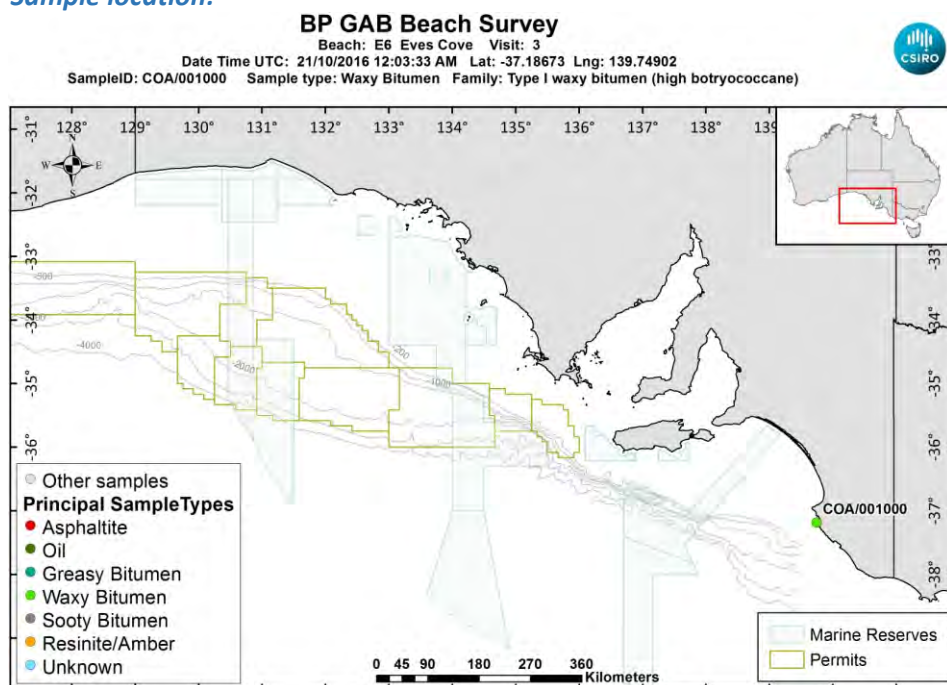 Sample location:
BP GAB Beach Survey
Beach: E6 Eves Cove Visit: 3
Date Time UTC: 21/10/2016 12:03:33 AM Lat: -37.18673 Lng: 139.74902
SampleID: COA/001000 Sample type: Waxy Bitumen Family: Type I waxy bitumen (high botryococcane)
CSIRO
128° 129° 130° 131° 132° 133° 134° 135° 136° 137° 138° 139
-31°
-32°
-33°
-34°
-35°
-36°
-37°
-38°
N
W E
S
-31°
-32°
-33°
-34°
-35°
-36°
-37°
-38°
-4000
-2000
-200
-1000
COA/001000
Other samples
Principal SampleTypes
Asphaltite
Oil
Greasy Bitumen
Waxy Bitumen
Sooty Bitumen
Resinite/Amber
Unknown
0 45 90 180 270 360
Kilometers
Marine Reserves
Permits